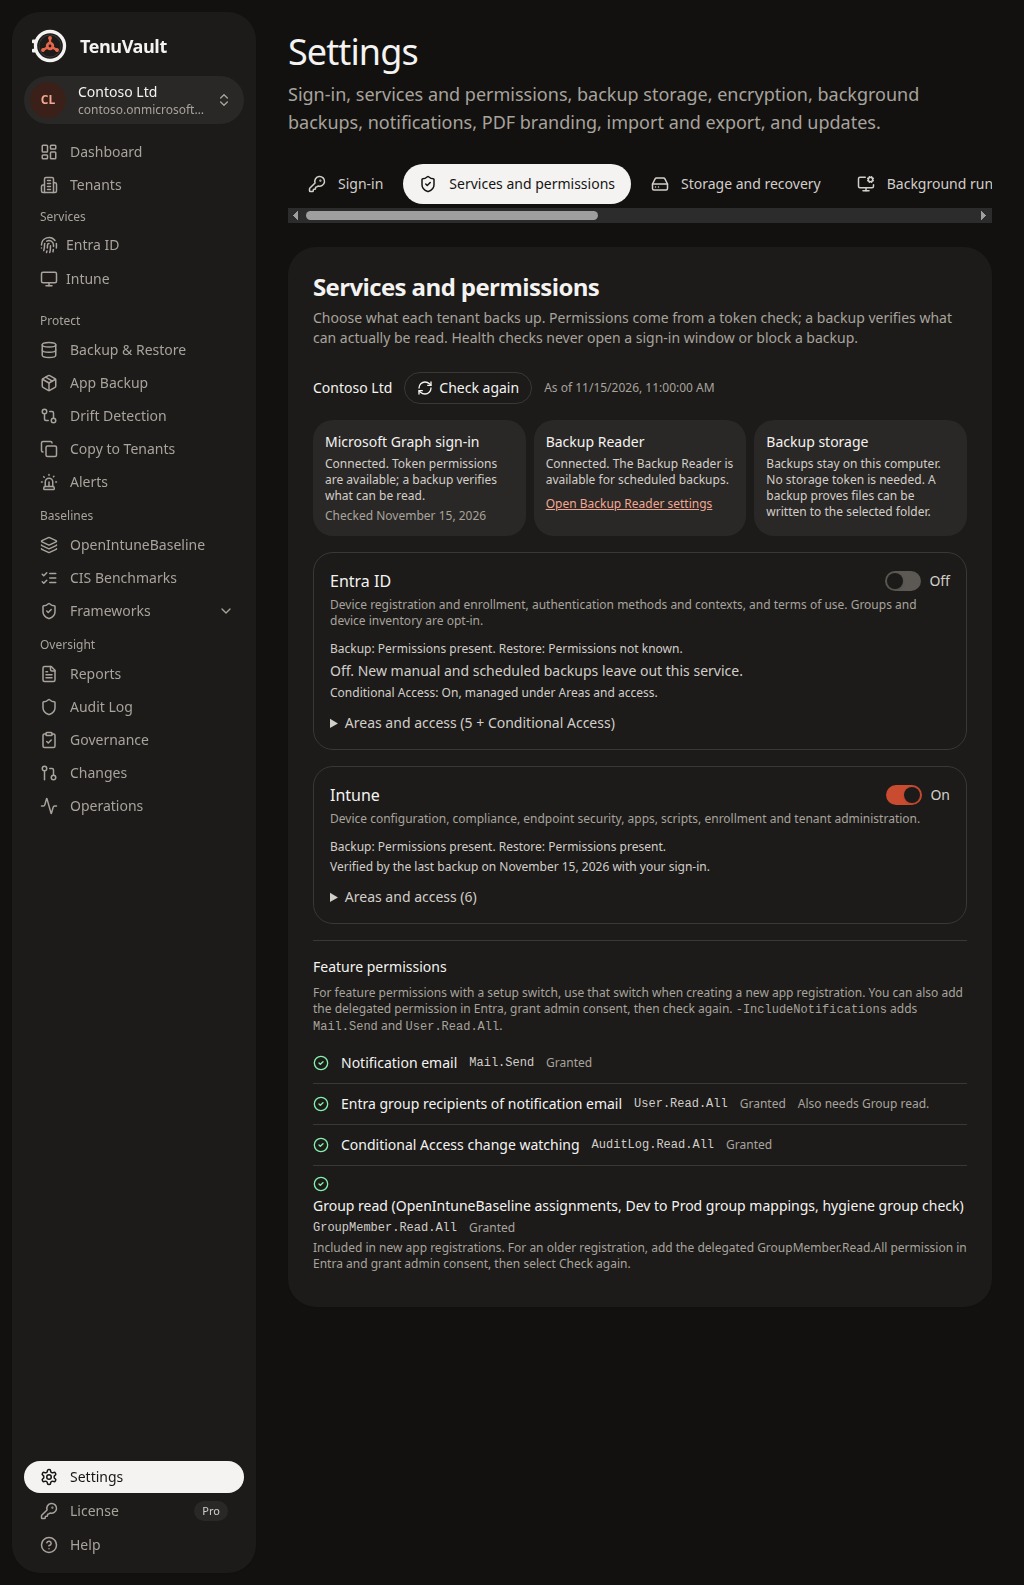 TenuVault
CL
Contoso Ltd
contoso.onmicrosoft...
Dashboard
Tenants
Services
Entra ID
Intune
Protect
Backup & Restore
App Backup
Drift Detection
Copy to Tenants
Alerts
Baselines
OpenIntuneBaseline
CIS Benchmarks
Frameworks
Oversight
Reports
Audit Log
Governance
Changes
Operations
Settings
License
Pro
Help
Settings
Sign-in, services and permissions, backup storage, encryption, background
backups, notifications, PDF branding, import and export, and updates.
Sign-in
Services and permissions
Storage and recovery
Background run
Services and permissions
Choose what each tenant backs up. Permissions come from a token check; a backup verifies what
can actually be read. Health checks never open a sign-in window or block a backup.
Contoso Ltd
Check again
As of 11/15/2026, 11:00:00 AM
Microsoft Graph sign-in
Connected. Token permissions
are available; a backup verifies
what can be read.
Checked November 15, 2026
Backup Reader
Connected. The Backup Reader is
available for scheduled backups.
Open Backup Reader settings
Backup storage
Backups stay on this computer.
No storage token is needed. A
backup proves files can be
written to the selected folder.
Entra ID
Off
Device registration and enrollment, authentication methods and contexts, and terms of use. Groups and
device inventory are opt-in.
Backup: Permissions present. Restore: Permissions not known.
Off. New manual and scheduled backups leave out this service.
Conditional Access: On, managed under Areas and access.
Areas and access (5 + Conditional Access)
Intune
On
Device configuration, compliance, endpoint security, apps, scripts, enrollment and tenant administration.
Backup: Permissions present. Restore: Permissions present.
Verified by the last backup on November 15, 2026 with your sign-in.
Areas and access (6)
Feature permissions
For feature permissions with a setup switch, use that switch when creating a new app registration. You can also add
the delegated permission in Entra, grant admin consent, then check again. -IncludeNotifications adds
Mail.Send and User.Read.All.
Notification email Mail.Send Granted
Entra group recipients of notification email User.Read.All Granted Also needs Group read.
Conditional Access change watching AuditLog.Read.All Granted
Group read (OpenIntuneBaseline assignments, Dev to Prod group mappings, hygiene group check)
GroupMember.Read.All Granted
Included in new app registrations. For an older registration, add the delegated GroupMember.Read.All permission in
Entra and grant admin consent, then select Check again.